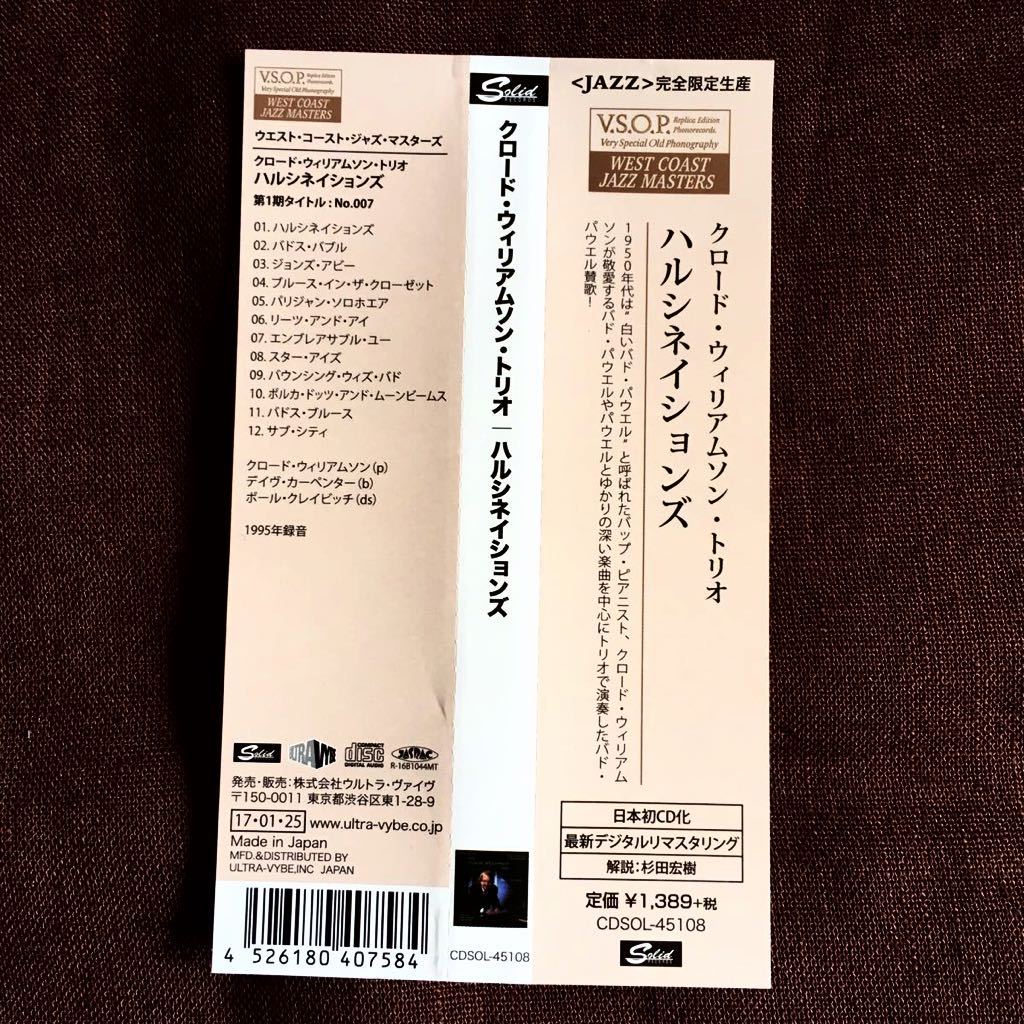 V.S.O.P. Replica Edition Phonorecords.
Very Special Old Phonography
WEST COAST
JAZZ MASTERS
ウエスト・コースト・ジャズ・マスターズ
クロード・ウィリアムソン・トリオ
ハルシネイションズ
第1期タイトル：No.007
01. ハルシネイションズ
02. バドス・バブル
03. ジョンズ・アビー
04. ブルース・イン・ザ・クローゼット
05. パリジャン・ソロホエア
06. リーツ・アンド・アイ
07. エンブレアサブル・ユー
08. スター・アイズ
09. バウンシング・ウィズ・バド
10. ポルカ・ドッツ・アンド・ムーンビームス
11. バドス・ブルース
12. サブ・シティ
クロード・ウィリアムソン(p)
デイヴ・カーペンター(b)
ポール・クレイビッチ(ds)
1995年録音
Solid
ULTRA VYBE
COMPACT
disc
DIGITAL AUDIO
JASRAC
R-16B1044MT
発売・販売：株式会社ウルトラ・ヴァイヴ
〒150-0011 東京都渋谷区東1-28-9
17・01・25 www.ultra-vybe.co.jp
Made in Japan
MFD.&DISTRIBUTED BY
ULTRA-VYBE,INC JAPAN
4 526180 407584
Solid
RECORDS
クロード・ウィリアムソン・トリオ｜ハルシネイションズ
CDSOL-45108
<JAZZ>完全限定生産
V.S.O.P. Replica Edition Phonorecords.
Very Special Old Phonography
WEST COAST
JAZZ MASTERS
クロード・ウィリアムソン・トリオ
ハルシネイションズ
1950年代は“白いバド・パウエル”と呼ばれたバップ・ピアニスト、クロード・ウィリアム
ソンが敬愛するバド・パウエルやパウエルとゆかりの深い楽曲を中心にトリオで演奏したバド・
パウエル賛歌！
日本初CD化
最新デジタルリマスタリング
解説：杉田宏樹
定価 ¥1,389+税
CDSOL-45108
Solid
RECORDS